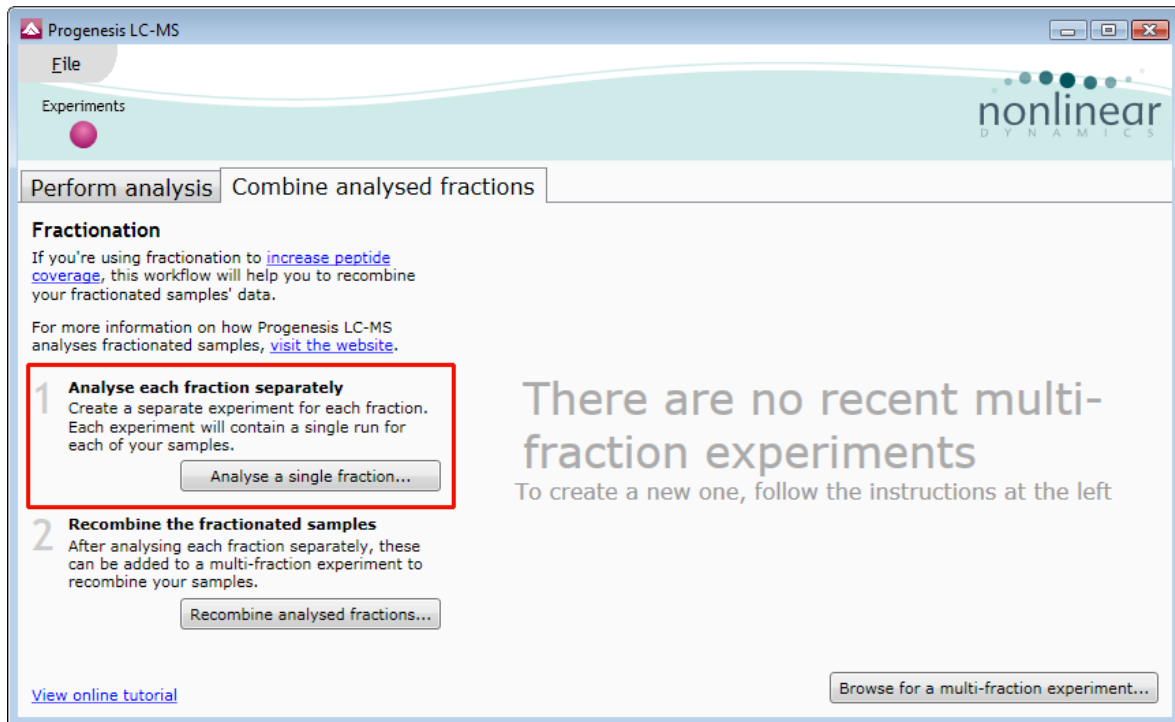 Progenesis LC-MS
File
Experiments
nonlinear
DYNAMICS
Perform analysis
Combine analysed fractions
Fractionation
If you're using fractionation to increase peptide
coverage, this workflow will help you to recombine
your fractionated samples' data.
For more information on how Progenesis LC-MS
analyses fractionated samples, visit the website.
1
Analyse each fraction separately
Create a separate experiment for each fraction.
Each experiment will contain a single run for
each of your samples.
Analyse a single fraction...
2
Recombine the fractionated samples
After analysing each fraction separately, these
can be added to a multi-fraction experiment to
recombine your samples.
Recombine analysed fractions...
View online tutorial
There are no recent multi-
fraction experiments
To create a new one, follow the instructions at the left
Browse for a multi-fraction experiment...